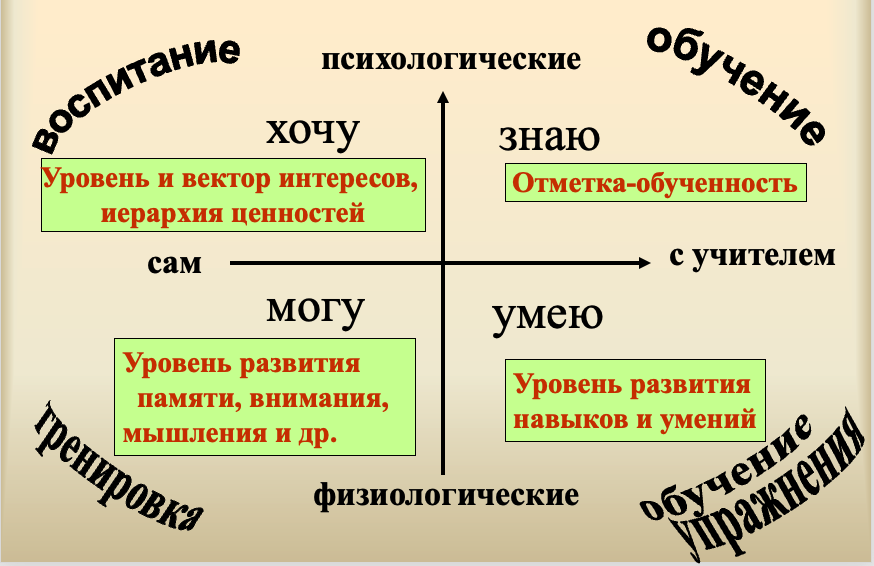 воспитание
психологические
обучение
хочу
знаю
Уровень и вектор интересов,
иерархия ценностей
Отметка-обученность
сам
с учителем
могу
умею
Уровень развития
памяти, внимания,
мышления и др.
Уровень развития
навыков и умений
тренировка
физиологические
обучение
упражнения